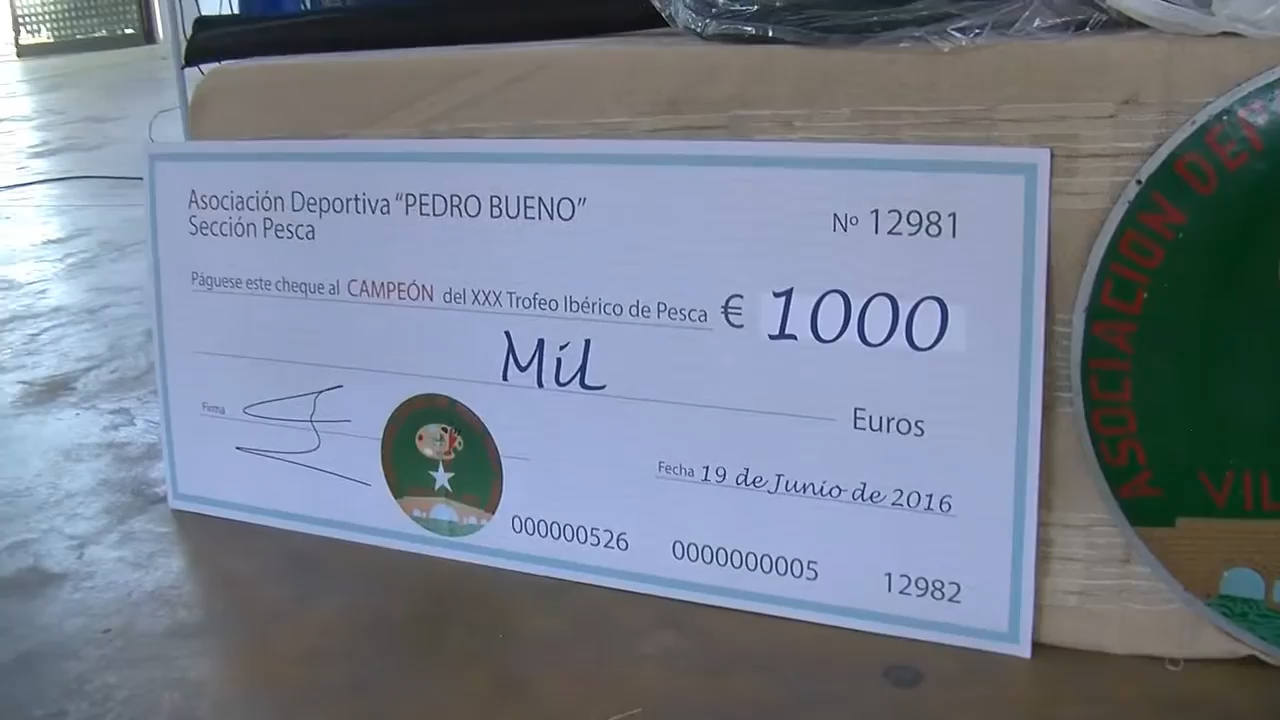 Asociación Deportiva “PEDRO BUENO”
Sección Pesca
Nº 12981
Páguese este cheque al CAMPEÓN del XXX Trofeo Ibérico de Pesca € 1000
Mil
Euros
Firma
Fecha 19 de Junio de 2016
000000526 0000000005 12982
ASOCIACION DEP
VIL